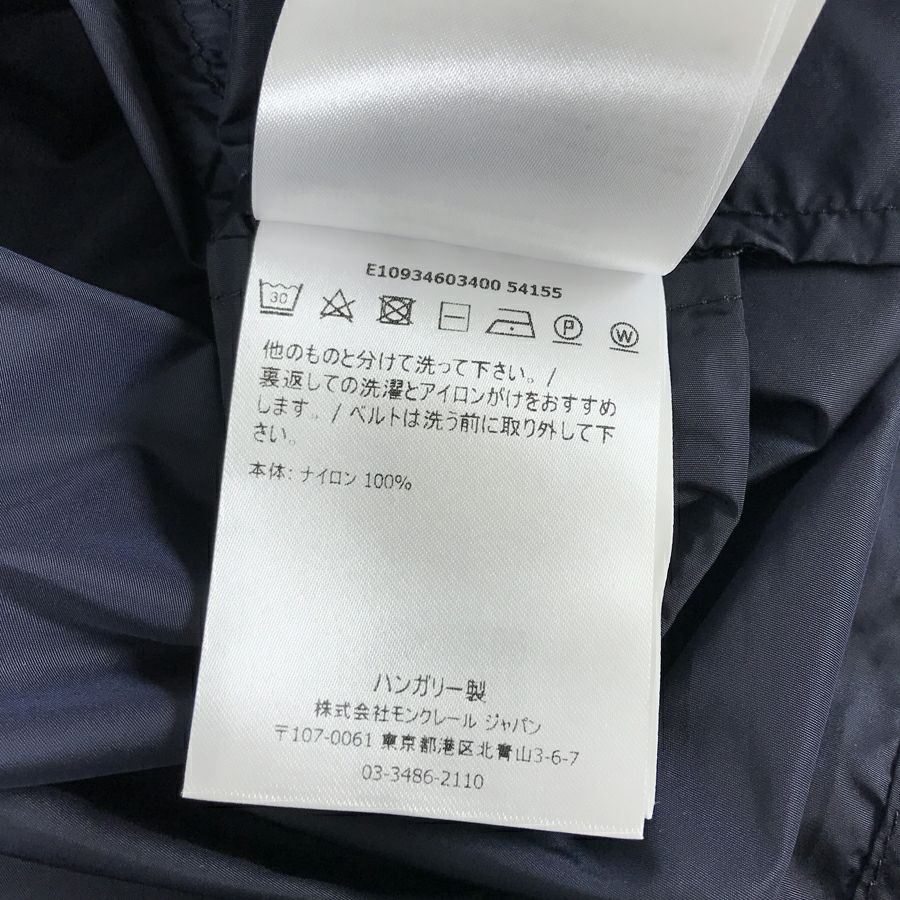 E10934603400 54155
30 P W
他のものと分けて洗って下さい。/
裏返しての洗濯とアイロンがけをおすすめ
します。/ ベルトは洗う前に取り外して下
さい。
本体: ナイロン 100%
ハンガリー製
株式会社モンクレール ジャパン
〒107-0061 東京都港区北青山3-6-7
03-3486-2110